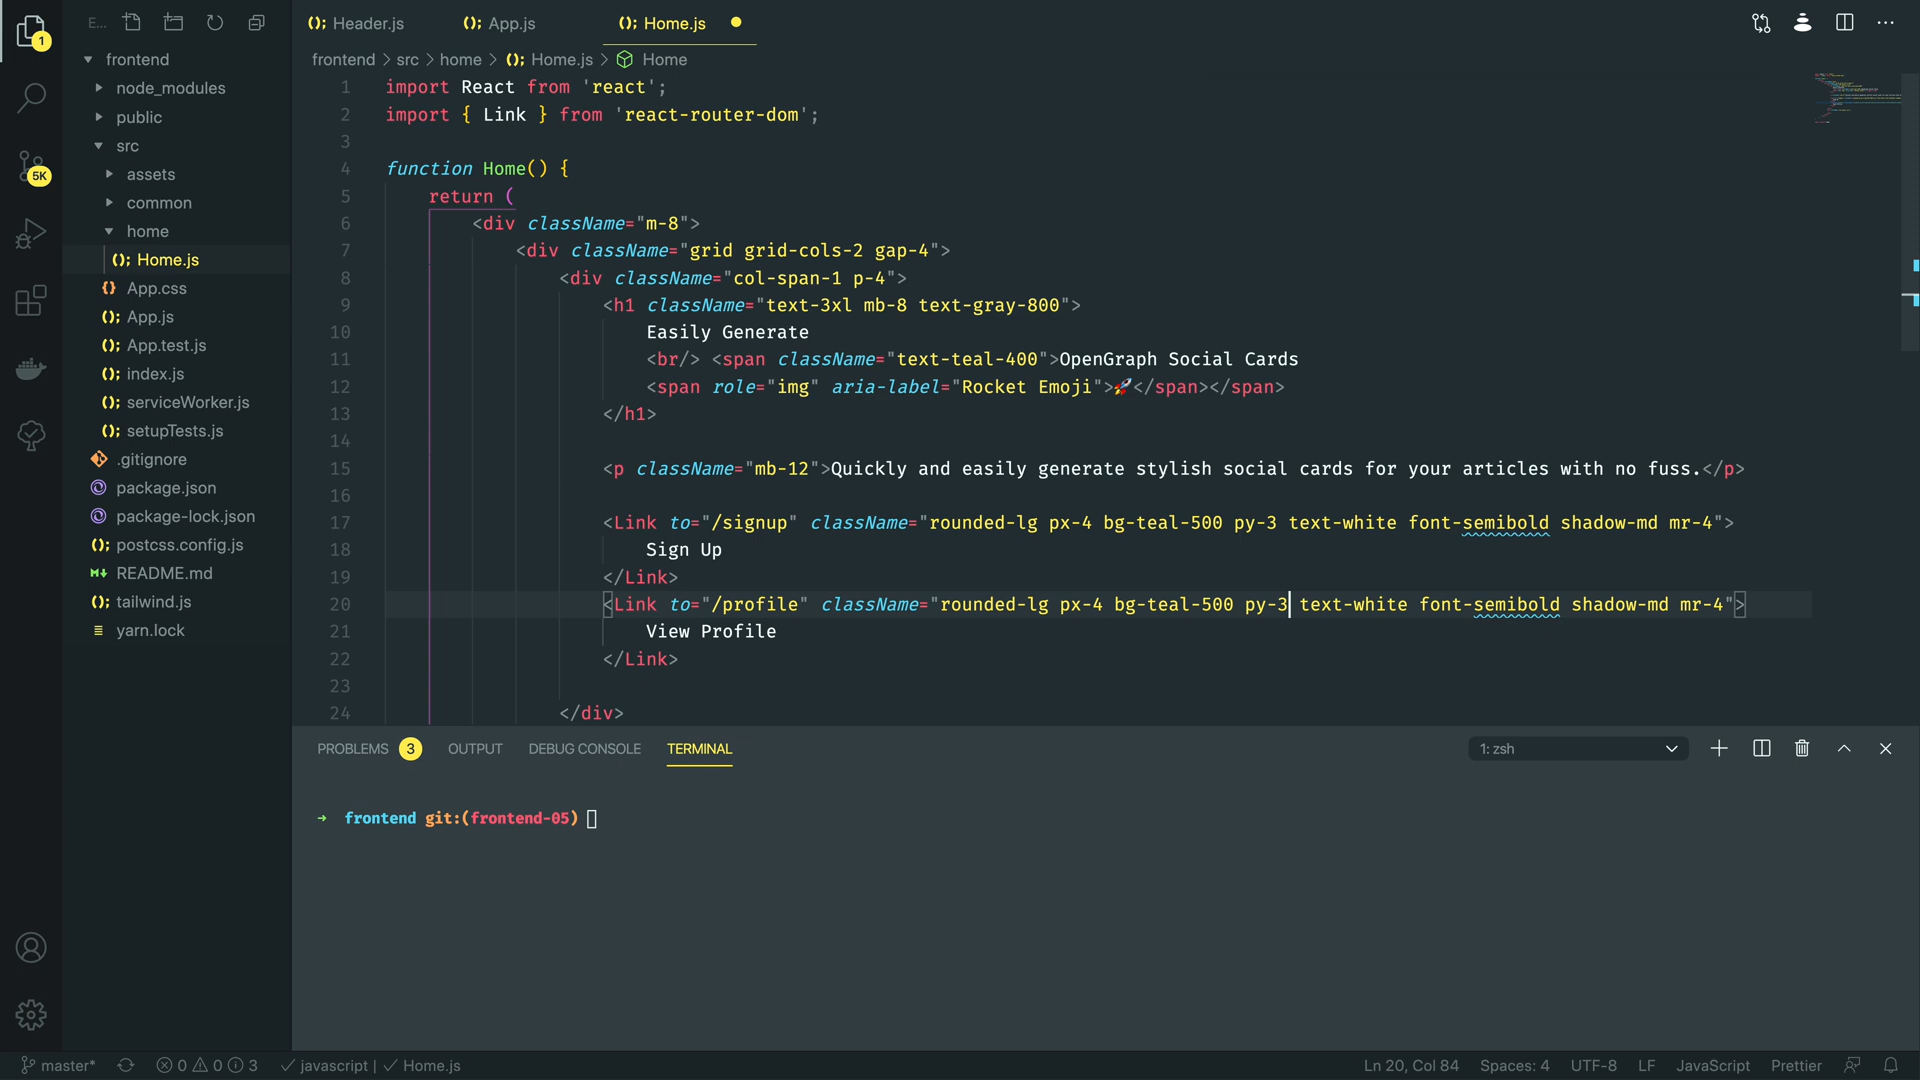 E...
1
5K
frontend
node_modules
public
src
assets
common
home
(); Home.js
{} App.css
(); App.js
(); App.test.js
(); index.js
(); serviceWorker.js
(); setupTests.js
.gitignore
package.json
package-lock.json
(); postcss.config.js
M↓ README.md
(); tailwind.js
yarn.lock
(); Header.js (); App.js (); Home.js
frontend > src > home > (); Home.js > Home
1 import React from 'react';
2 import { Link } from 'react-router-dom';
3
4 function Home() {
5 return (
6 <div className="m-8">
7 <div className="grid grid-cols-2 gap-4">
8 <div className="col-span-1 p-4">
9 <h1 className="text-3xl mb-8 text-gray-800">
10 Easily Generate
11 <br/> <span className="text-teal-400">OpenGraph Social Cards
12 <span role="img" aria-label="Rocket Emoji">🚀</span></span>
13 </h1>
14
15 <p className="mb-12">Quickly and easily generate stylish social cards for your articles with no fuss.</p>
16
17 <Link to="/signup" className="rounded-lg px-4 bg-teal-500 py-3 text-white font-semibold shadow-md mr-4">
18 Sign Up
19 </Link>
20 <Link to="/profile" className="rounded-lg px-4 bg-teal-500 py-3 text-white font-semibold shadow-md mr-4">
21 View Profile
22 </Link>
23
24 </div>
PROBLEMS 3 OUTPUT DEBUG CONSOLE TERMINAL 1: zsh
→ frontend git:(frontend-05)
master* 0 0 3 ✓ javascript | ✓ Home.js Ln 20, Col 84 Spaces: 4 UTF-8 LF JavaScript Prettier